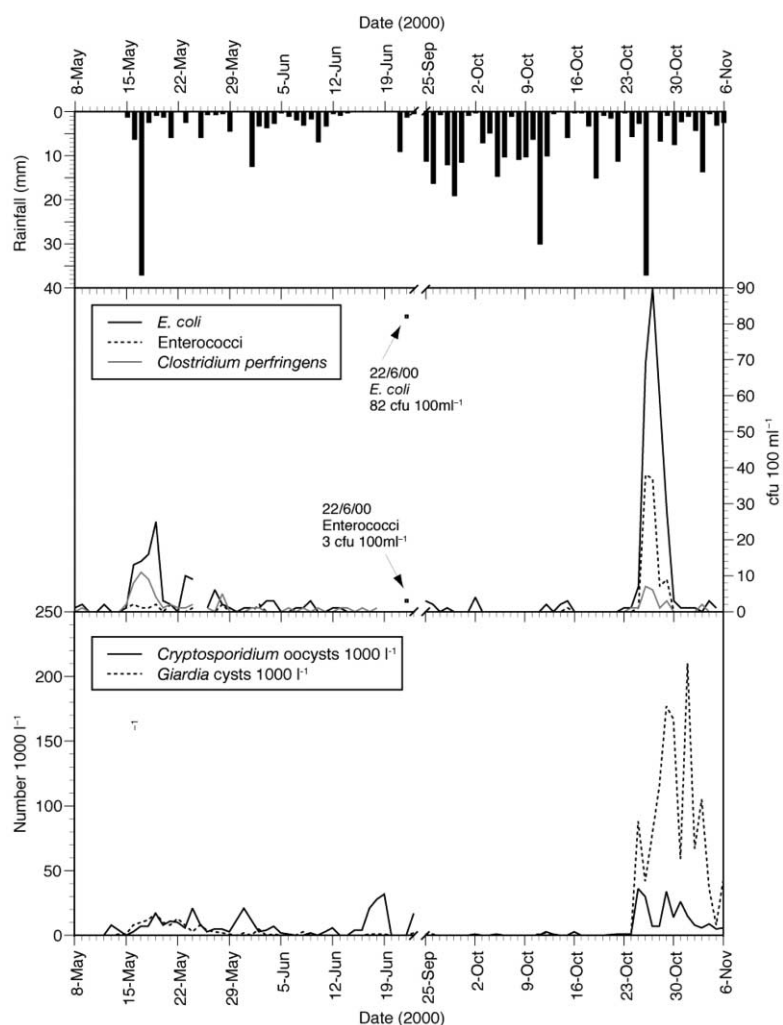 Date (2000)
8-May
15-May
22-May
29-May
5-Jun
12-Jun
19-Jun
25-Sep
2-Oct
9-Oct
16-Oct
23-Oct
30-Oct
6-Nov
Rainfall (mm)
0
10
20
30
40
E. coli
Enterococci
Clostridium perfringens
22/6/00
E. coli
82 cfu 100ml⁻¹
22/6/00
Enterococci
3 cfu 100ml⁻¹
90
80
70
60
50
40
30
20
10
0
cfu 100 ml⁻¹
Cryptosporidium oocysts 1000 l⁻¹
Giardia cysts 1000 l⁻¹
-1
Number 1000 l⁻¹
250
200
150
100
50
0
8-May
15-May
22-May
29-May
5-Jun
12-Jun
19-Jun
25-Sep
2-Oct
9-Oct
16-Oct
23-Oct
30-Oct
6-Nov
Date (2000)